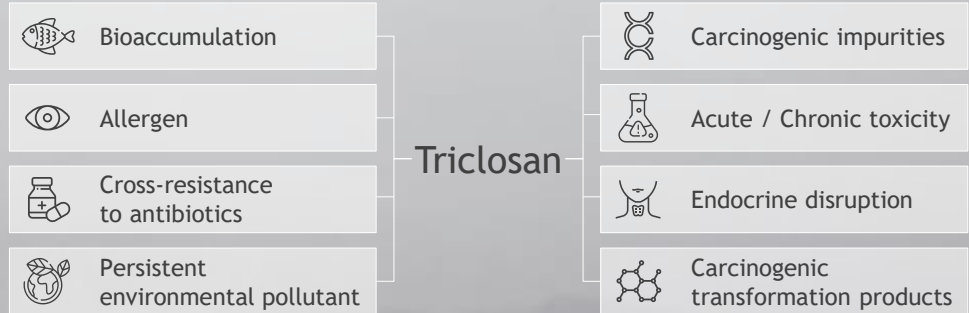 Bioaccumulation
Allergen
Cross-resistance
to antibiotics
Persistent
environmental pollutant
Triclosan
Carcinogenic impurities
Acute / Chronic toxicity
Endocrine disruption
Carcinogenic
transformation products